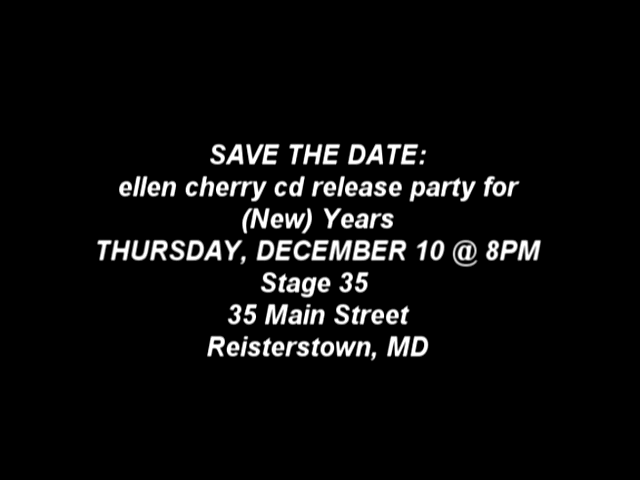 SAVE THE DATE:
ellen cherry cd release party for
(New) Years
THURSDAY, DECEMBER 10 @ 8PM
Stage 35
35 Main Street
Reisterstown, MD